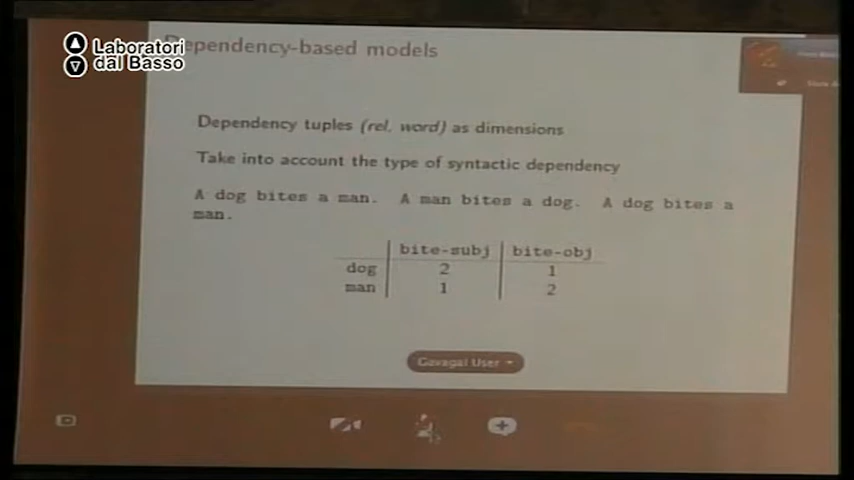 Laboratori
dal Basso
ependency-based models
Dependency tuples (rel, word) as dimensions
Take into account the type of syntactic dependency
A dog bites a man. A man bites a dog. A dog bites a
man.
bite-subj bite-obj
dog 2 1
man 1 2
Gavagai User